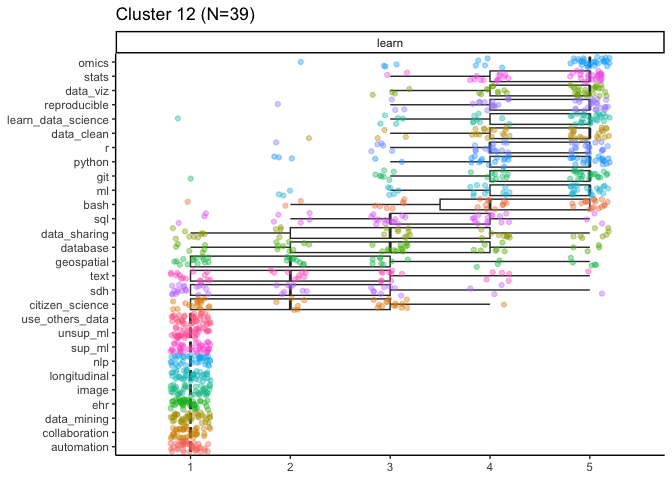 Cluster 12 (N=39)
learn
omics
stats
data_viz
reproducible
learn_data_science
data_clean
r
python
git
ml
bash
sql
data_sharing
database
geospatial
text
sdh
citizen_science
use_others_data
unsup_ml
sup_ml
nlp
longitudinal
image
ehr
data_mining
collaboration
automation
1 2 3 4 5